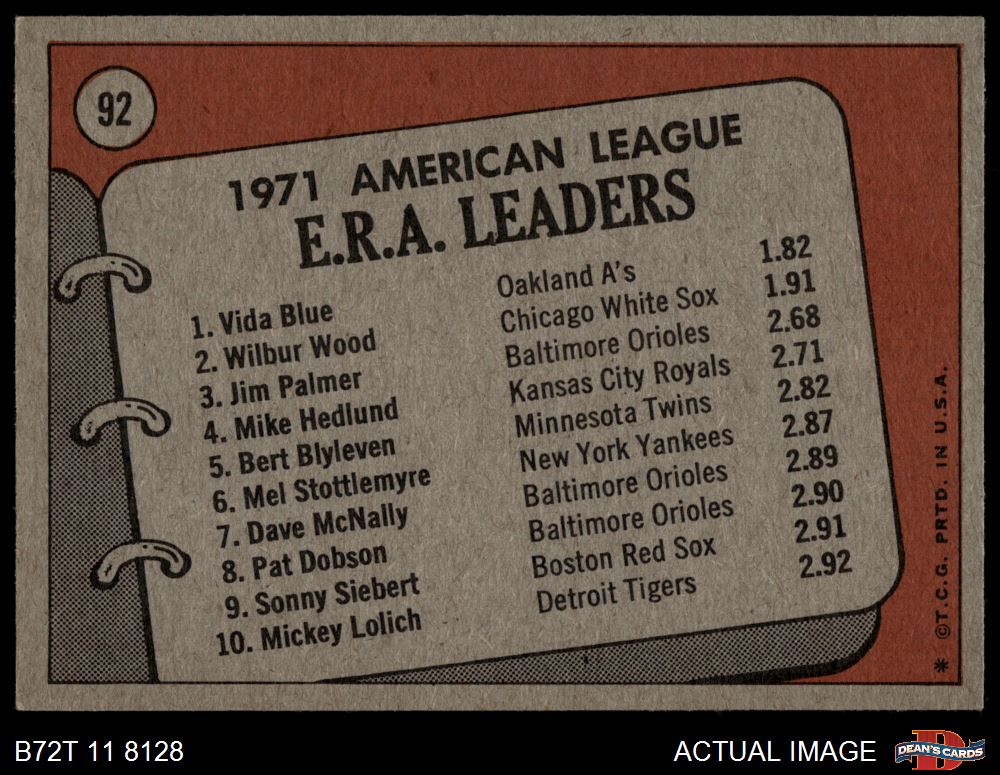 92
1971 AMERICAN LEAGUE
E.R.A. LEADERS
1. Vida Blue Oakland A's 1.82
2. Wilbur Wood Chicago White Sox 1.91
3. Jim Palmer Baltimore Orioles 2.68
4. Mike Hedlund Kansas City Royals 2.71
5. Bert Blyleven Minnesota Twins 2.82
6. Mel Stottlemyre New York Yankees 2.87
7. Dave McNally Baltimore Orioles 2.89
8. Pat Dobson Baltimore Orioles 2.90
9. Sonny Siebert Boston Red Sox 2.91
10. Mickey Lolich Detroit Tigers 2.92
* ©T.C.G. PRTD. IN U.S.A.
B72T 11 8128
ACTUAL IMAGE
D
DEAN'S CARDS